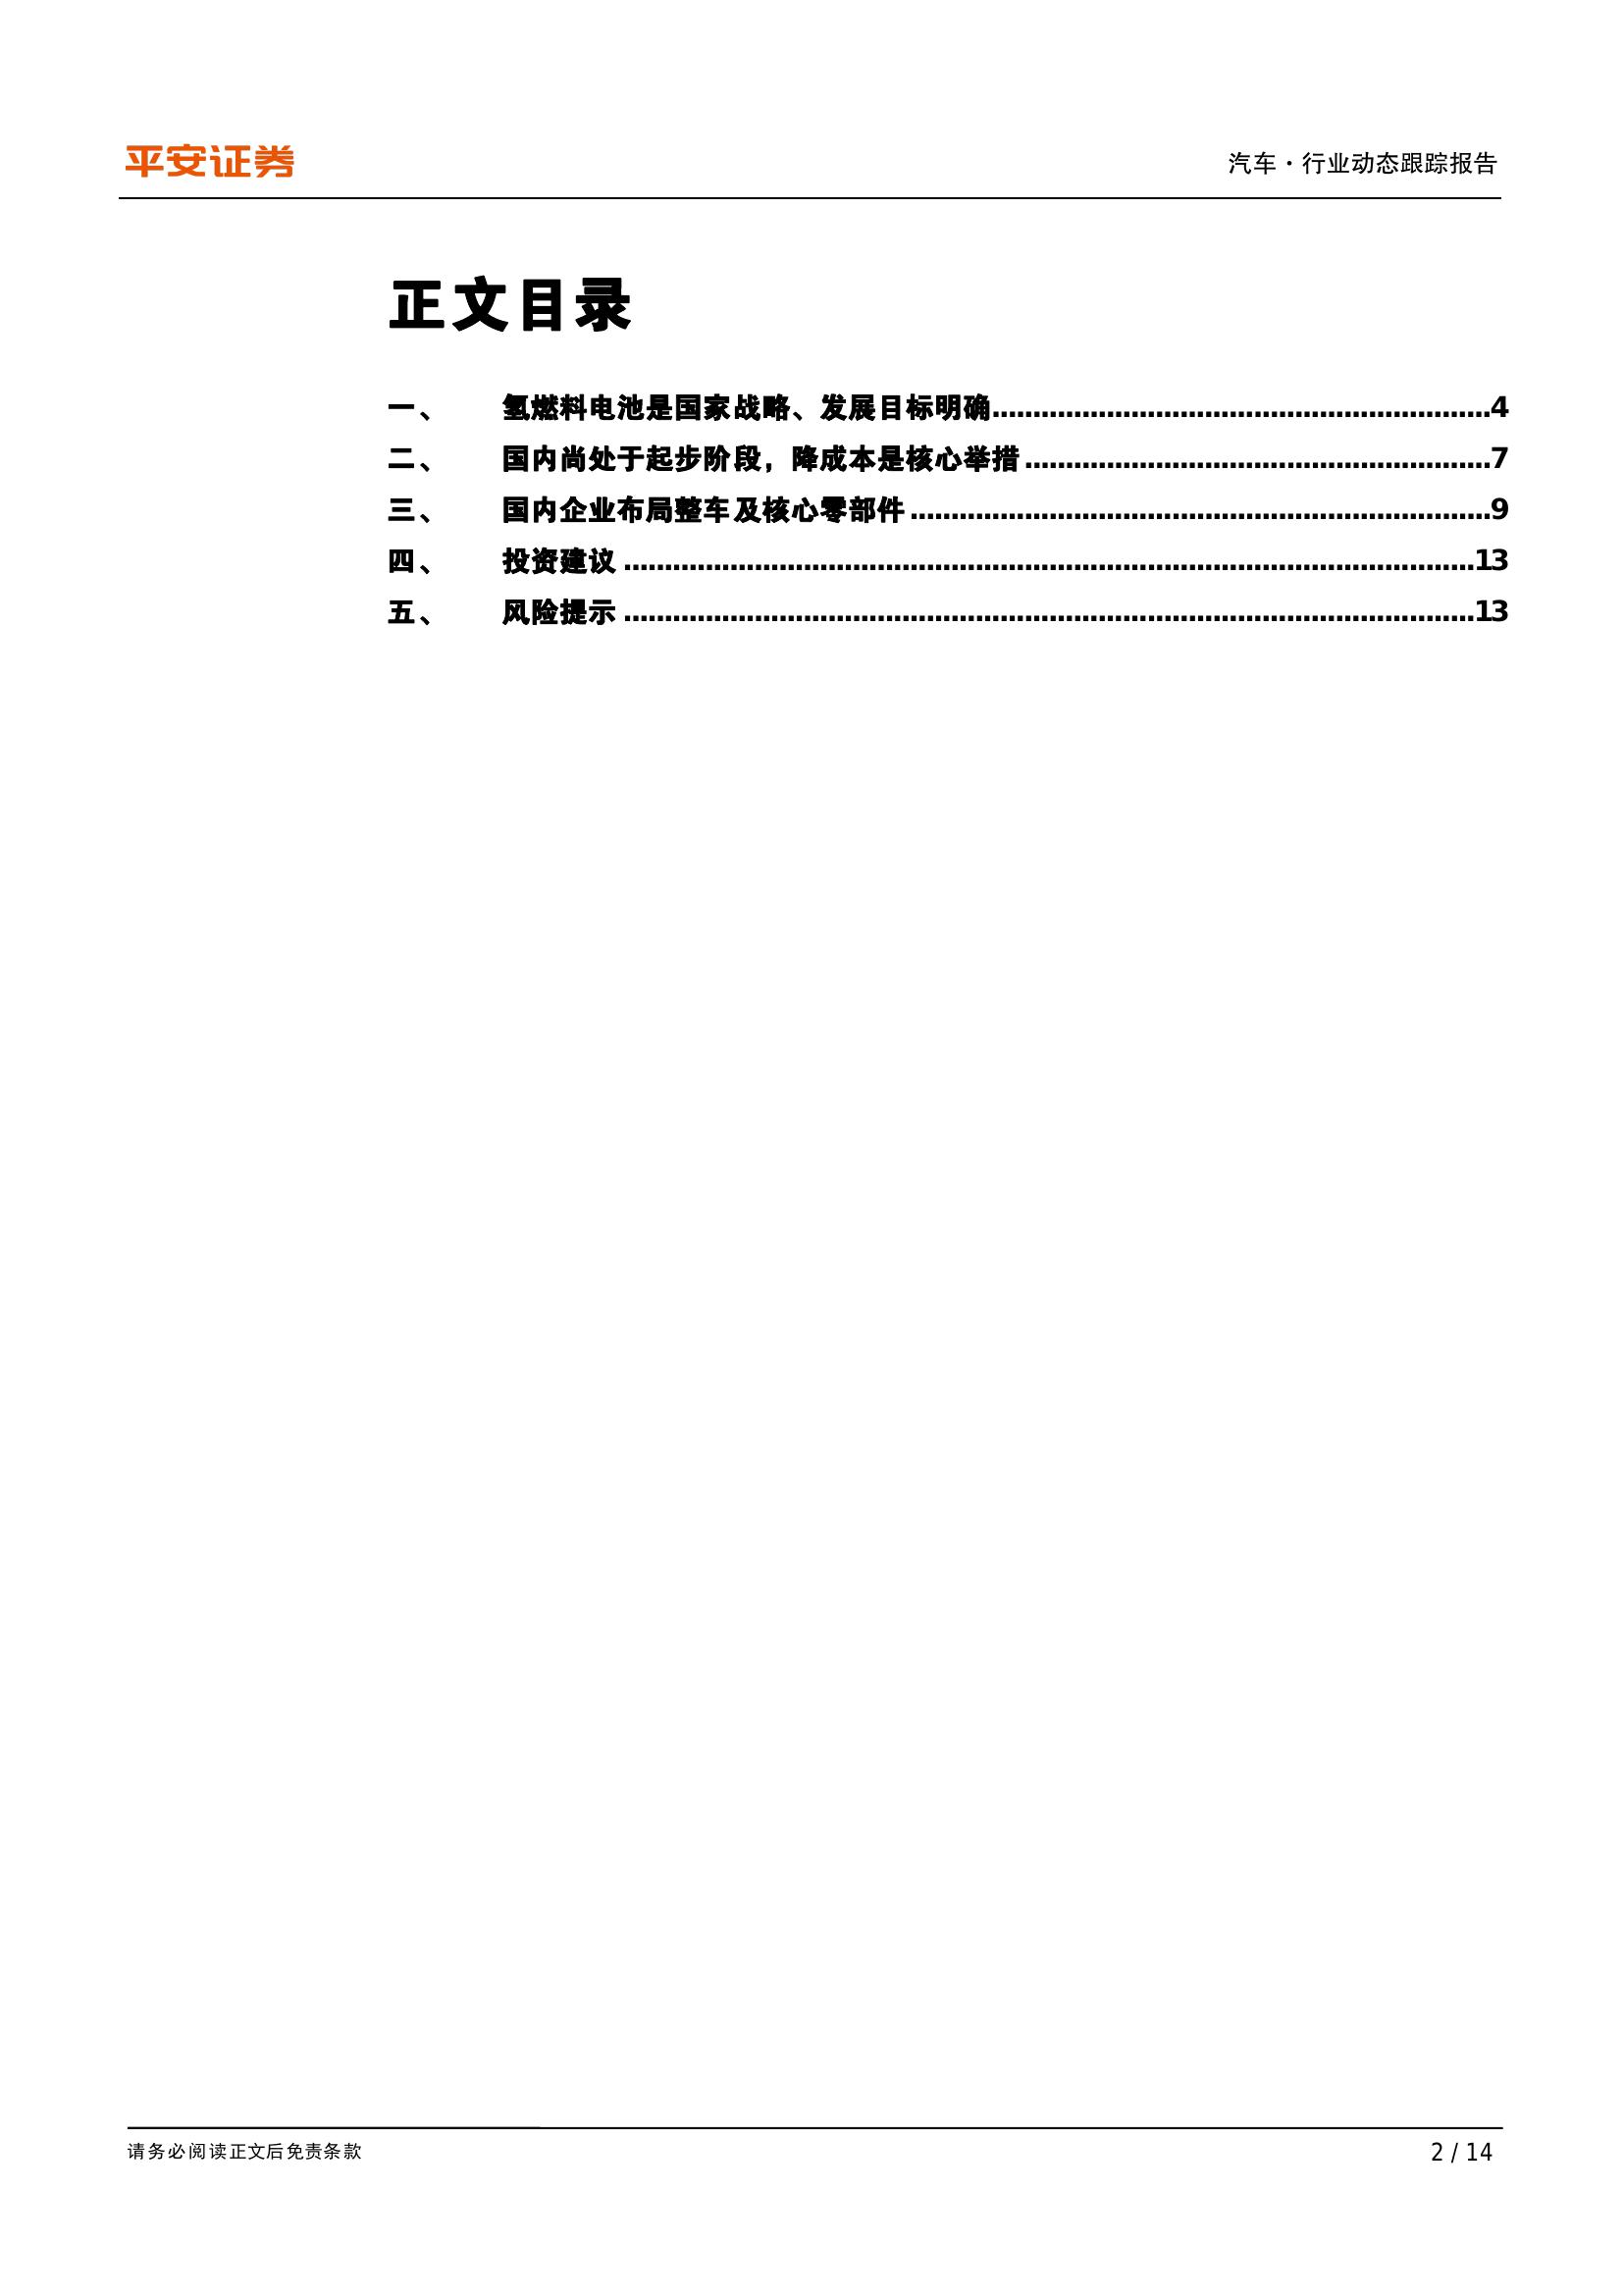 平安证券
汽车·行业动态跟踪报告
正文目录
一、 氢燃料电池是国家战略、发展目标明确............................................................4
二、 国内尚处于起步阶段，降成本是核心举措........................................................7
三、 国内企业布局整车及核心零部件......................................................................9
四、 投资建议........................................................................................................13
五、 风险提示........................................................................................................13
请务必阅读正文后免责条款
2 / 14